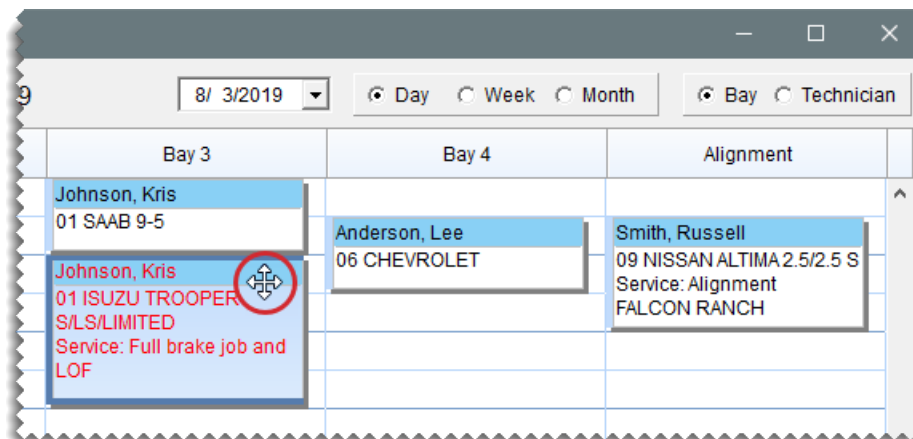 9
8/ 3/2019
Day Week Month
Bay Technician
Bay 3
Bay 4
Alignment
Johnson, Kris
01 SAAB 9-5
Johnson, Kris
01 ISUZU TROOPER
S/LS/LIMITED
Service: Full brake job and
LOF
Anderson, Lee
06 CHEVROLET
Smith, Russell
09 NISSAN ALTIMA 2.5/2.5 S
Service: Alignment
FALCON RANCH